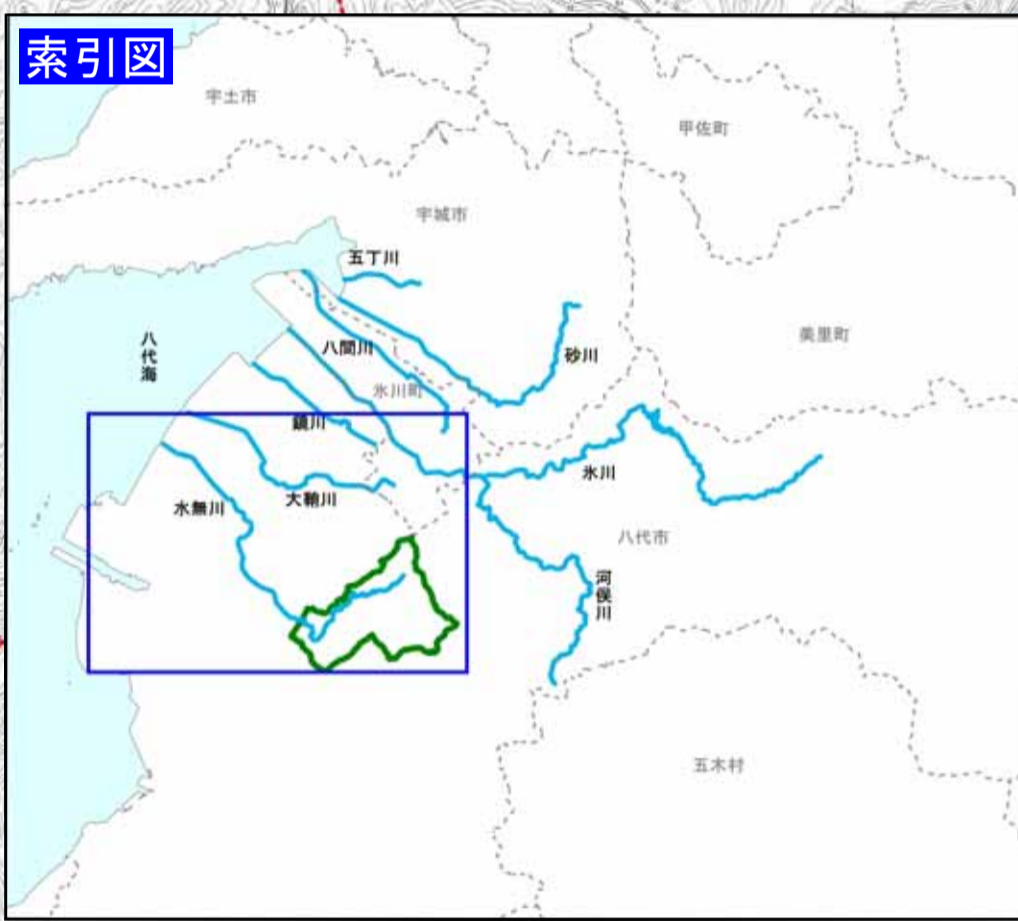 索引図
宇土市
甲佐町
宇城市
五丁川
八代海
美里町
八間川
砂川
氷川町
鏡川
氷川
大鞘川
水無川
八代市
河俣川
五木村